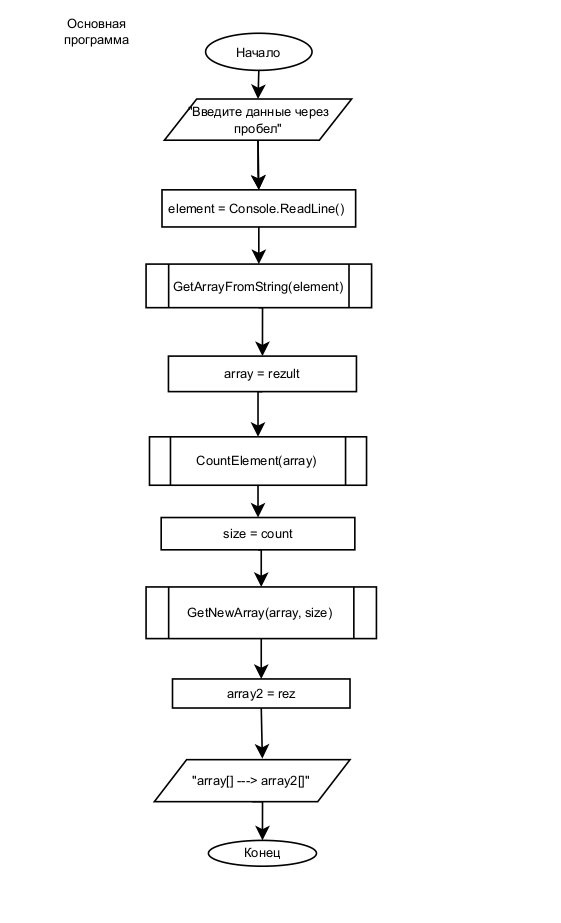 Основная
программа
Начало
"Введите данные через
пробел"
element = Console.ReadLine()
GetArrayFromString(element)
array = rezult
CountElement(array)
size = count
GetNewArray(array, size)
array2 = rez
"array[] ---> array2[]"
Конец